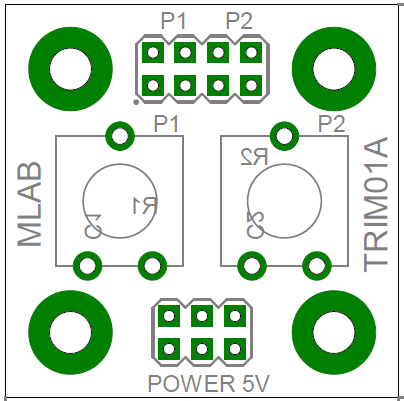 P1 P2
P1 P2
MLAB
R1
C1
R2
C2
TRIM01A
POWER 5V